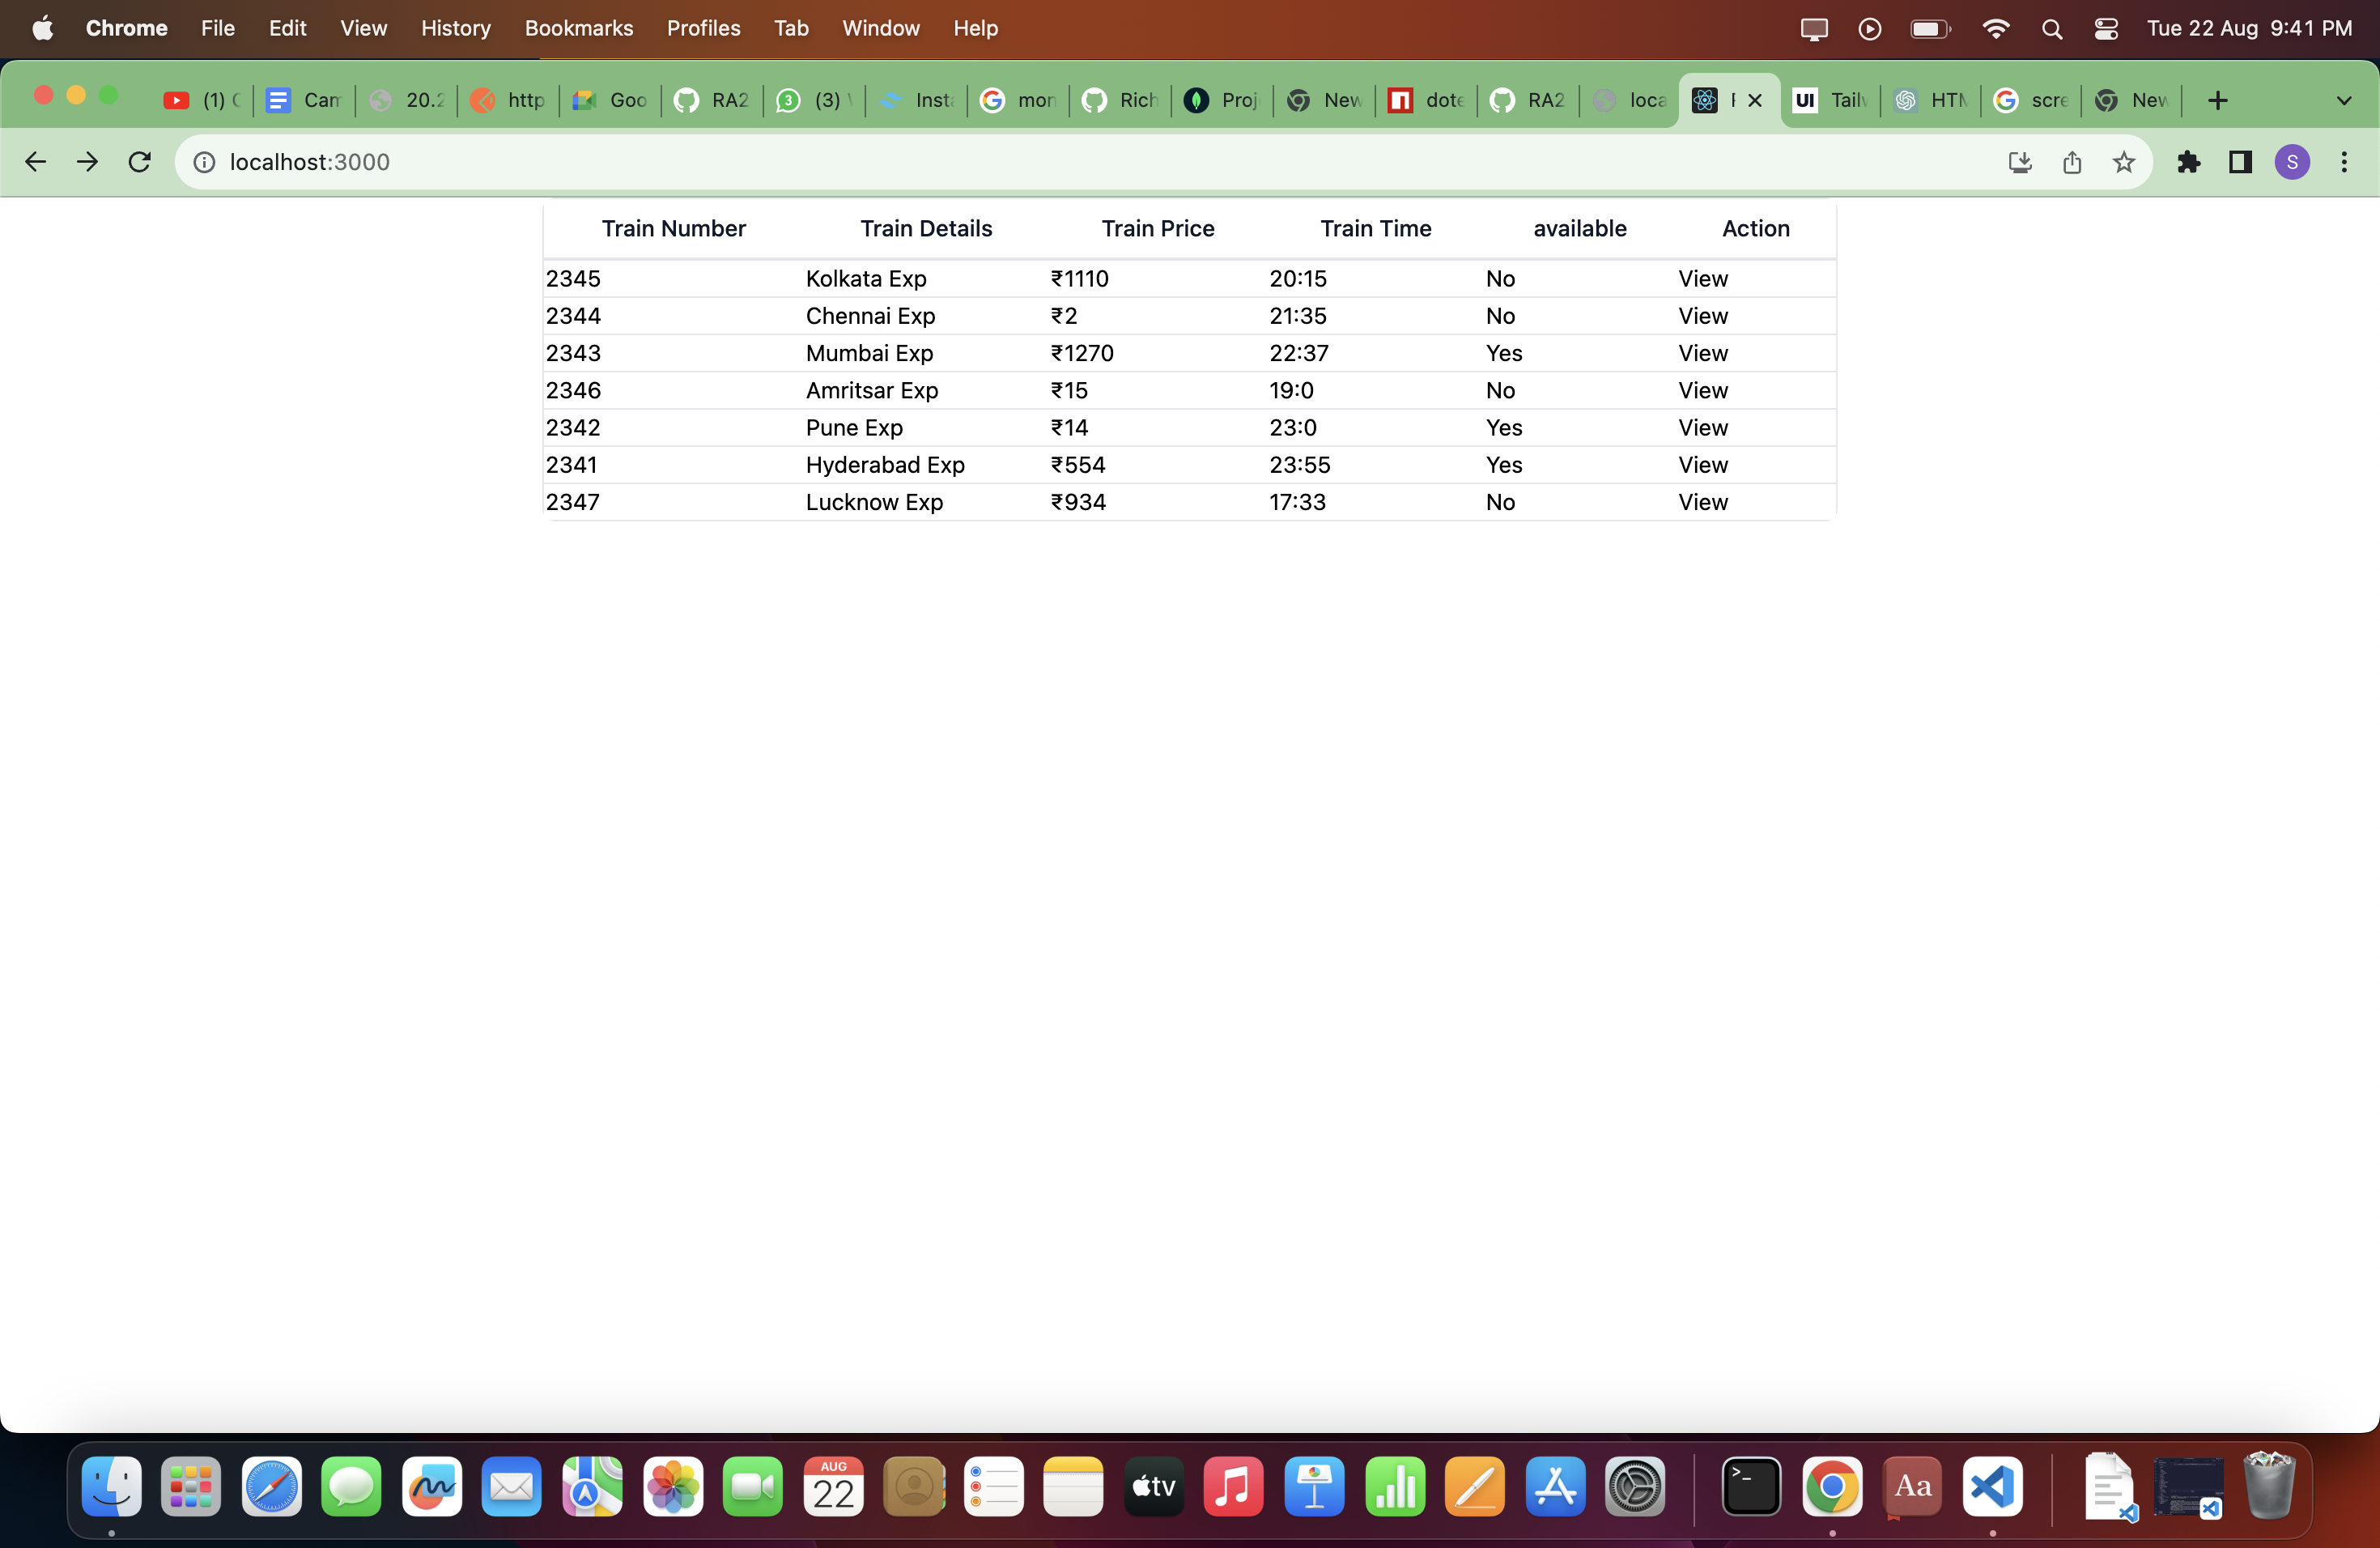 Chrome File Edit View History Bookmarks Profiles Tab Window Help Tue 22 Aug 9:41 PM
(1) Cam 20.2 http Goo RA2 3 (3) Insta mon Rich Proj New dote RA2 loca UI Tailw HTM scre New
localhost:3000 S
Train Number Train Details Train Price Train Time available Action
2345 Kolkata Exp ₹1110 20:15 No View
2344 Chennai Exp ₹2 21:35 No View
2343 Mumbai Exp ₹1270 22:37 Yes View
2346 Amritsar Exp ₹15 19:0 No View
2342 Pune Exp ₹14 23:0 Yes View
2341 Hyderabad Exp ₹554 23:55 Yes View
2347 Lucknow Exp ₹934 17:33 No View
AUG
22 tv >_ Aa